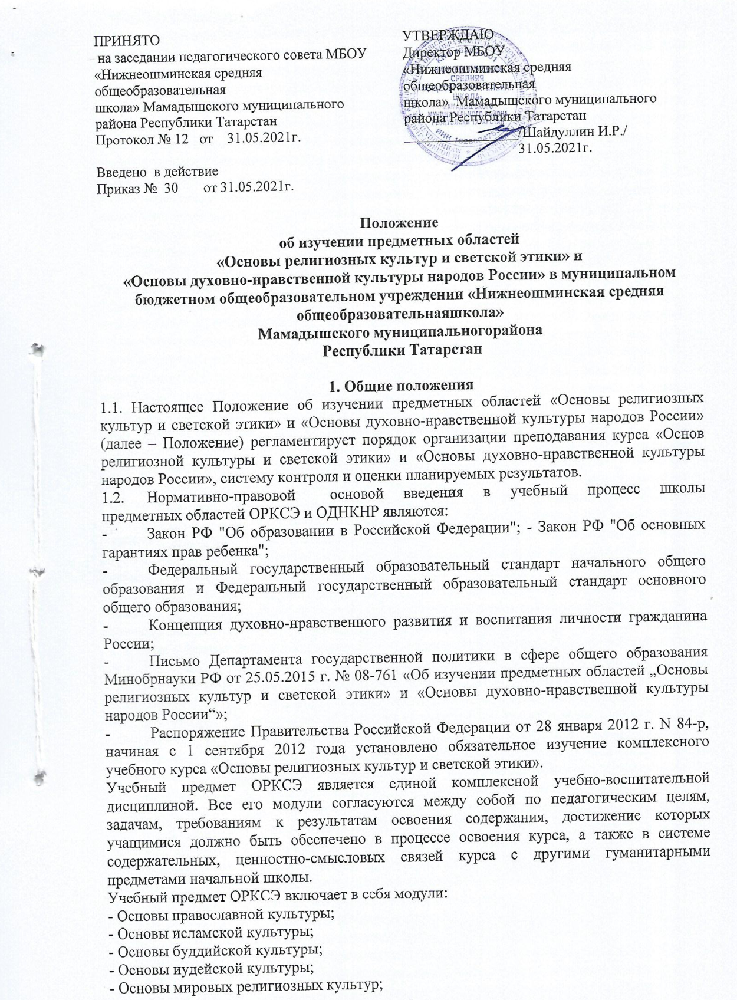 ПРИНЯТО
на заседании педагогического совета МБОУ
«Нижнеошминская средняя
общеобразовательная
школа» Мамадышского муниципального
района Республики Татарстан
Протокол № 12 от 31.05.2021г.
Введено в действие
Приказ № 30 от 31.05.2021г.
УТВЕРЖДАЮ
Директор МБОУ
«Нижнеошминская средняя
общеобразовательная
школа» Мамадышского муниципального
района Республики Татарстан
/Шайдуллин И.Р./
31.05.2021г.
СРЕДНЯЯ
ШКОЛА»
МАМАДЫШСКОГО
МУНИЦИПАЛЬНОГО РАЙОНА
РЕСПУБЛИКИ ТАТАРСТАН
Положение
об изучении предметных областей
«Основы религиозных культур и светской этики» и
«Основы духовно-нравственной культуры народов России» в муниципальном
бюджетном общеобразовательном учреждении «Нижнеошминская средняя
общеобразовательнаяшкола»
Мамадышского муниципальногорайона
Республики Татарстан
1. Общие положения
1.1. Настоящее Положение об изучении предметных областей «Основы религиозных
культур и светской этики» и «Основы духовно-нравственной культуры народов России»
(далее – Положение) регламентирует порядок организации преподавания курса «Основ
религиозной культуры и светской этики» и «Основы духовно-нравственной культуры
народов России», систему контроля и оценки планируемых результатов.
1.2. Нормативно-правовой основой введения в учебный процесс школы
предметных областей ОРКСЭ и ОДНКНР являются:
- Закон РФ "Об образовании в Российской Федерации"; - Закон РФ "Об основных
гарантиях прав ребенка";
- Федеральный государственный образовательный стандарт начального общего
образования и Федеральный государственный образовательный стандарт основного
общего образования;
- Концепция духовно-нравственного развития и воспитания личности гражданина
России;
- Письмо Департамента государственной политики в сфере общего образования
Минобрнауки РФ от 25.05.2015 г. № 08-761 «Об изучении предметных областей „Основы
религиозных культур и светской этики» и «Основы духовно-нравственной культуры
народов России“»;
- Распоряжение Правительства Российской Федерации от 28 января 2012 г. N 84-р,
начиная с 1 сентября 2012 года установлено обязательное изучение комплексного
учебного курса «Основы религиозных культур и светской этики».
Учебный предмет ОРКСЭ является единой комплексной учебно-воспитательной
дисциплиной. Все его модули согласуются между собой по педагогическим целям,
задачам, требованиям к результатам освоения содержания, достижение которых
учащимися должно быть обеспечено в процессе освоения курса, а также в системе
содержательных, ценностно-смысловых связей курса с другими гуманитарными
предметами начальной школы.
Учебный предмет ОРКСЭ включает в себя модули:
- Основы православной культуры;
- Основы исламской культуры;
- Основы буддийской культуры;
- Основы иудейской культуры;
- Основы мировых религиозных культур;